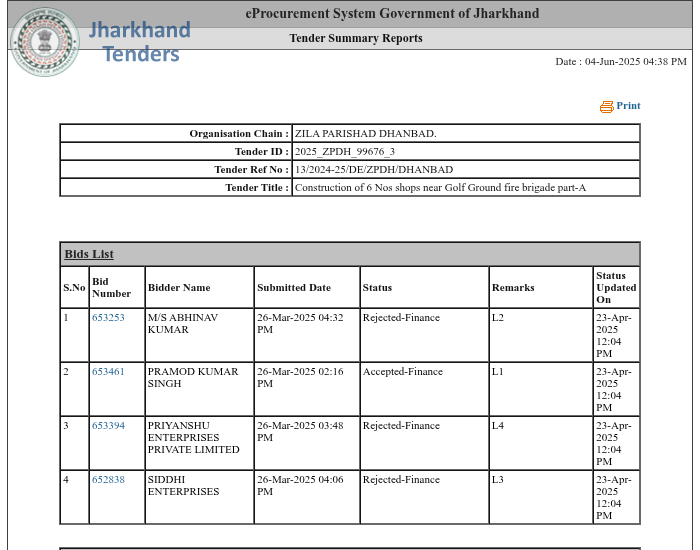 eProcurement System Government of Jharkhand
Jharkhand
Tenders
Tender Summary Reports
Date : 04-Jun-2025 04:38 PM
Print
Organisation Chain : ZILA PARISHAD DHANBAD.
Tender ID : 2025_ZPDH_99676_3
Tender Ref No : 13/2024-25/DE/ZPDH/DHANBAD
Tender Title : Construction of 6 Nos shops near Golf Ground fire brigade part-A
Bids List
S.No Bid Number Bidder Name Submitted Date Status Remarks Status Updated On
1 653253 M/S ABHINAV KUMAR 26-Mar-2025 04:32 PM Rejected-Finance L2 23-Apr-2025 12:04 PM
2 653461 PRAMOD KUMAR SINGH 26-Mar-2025 02:16 PM Accepted-Finance L1 23-Apr-2025 12:04 PM
3 653394 PRIYANSHU ENTERPRISES PRIVATE LIMITED 26-Mar-2025 03:48 PM Rejected-Finance L4 23-Apr-2025 12:04 PM
4 652838 SIDDHI ENTERPRISES 26-Mar-2025 04:06 PM Rejected-Finance L3 23-Apr-2025 12:04 PM